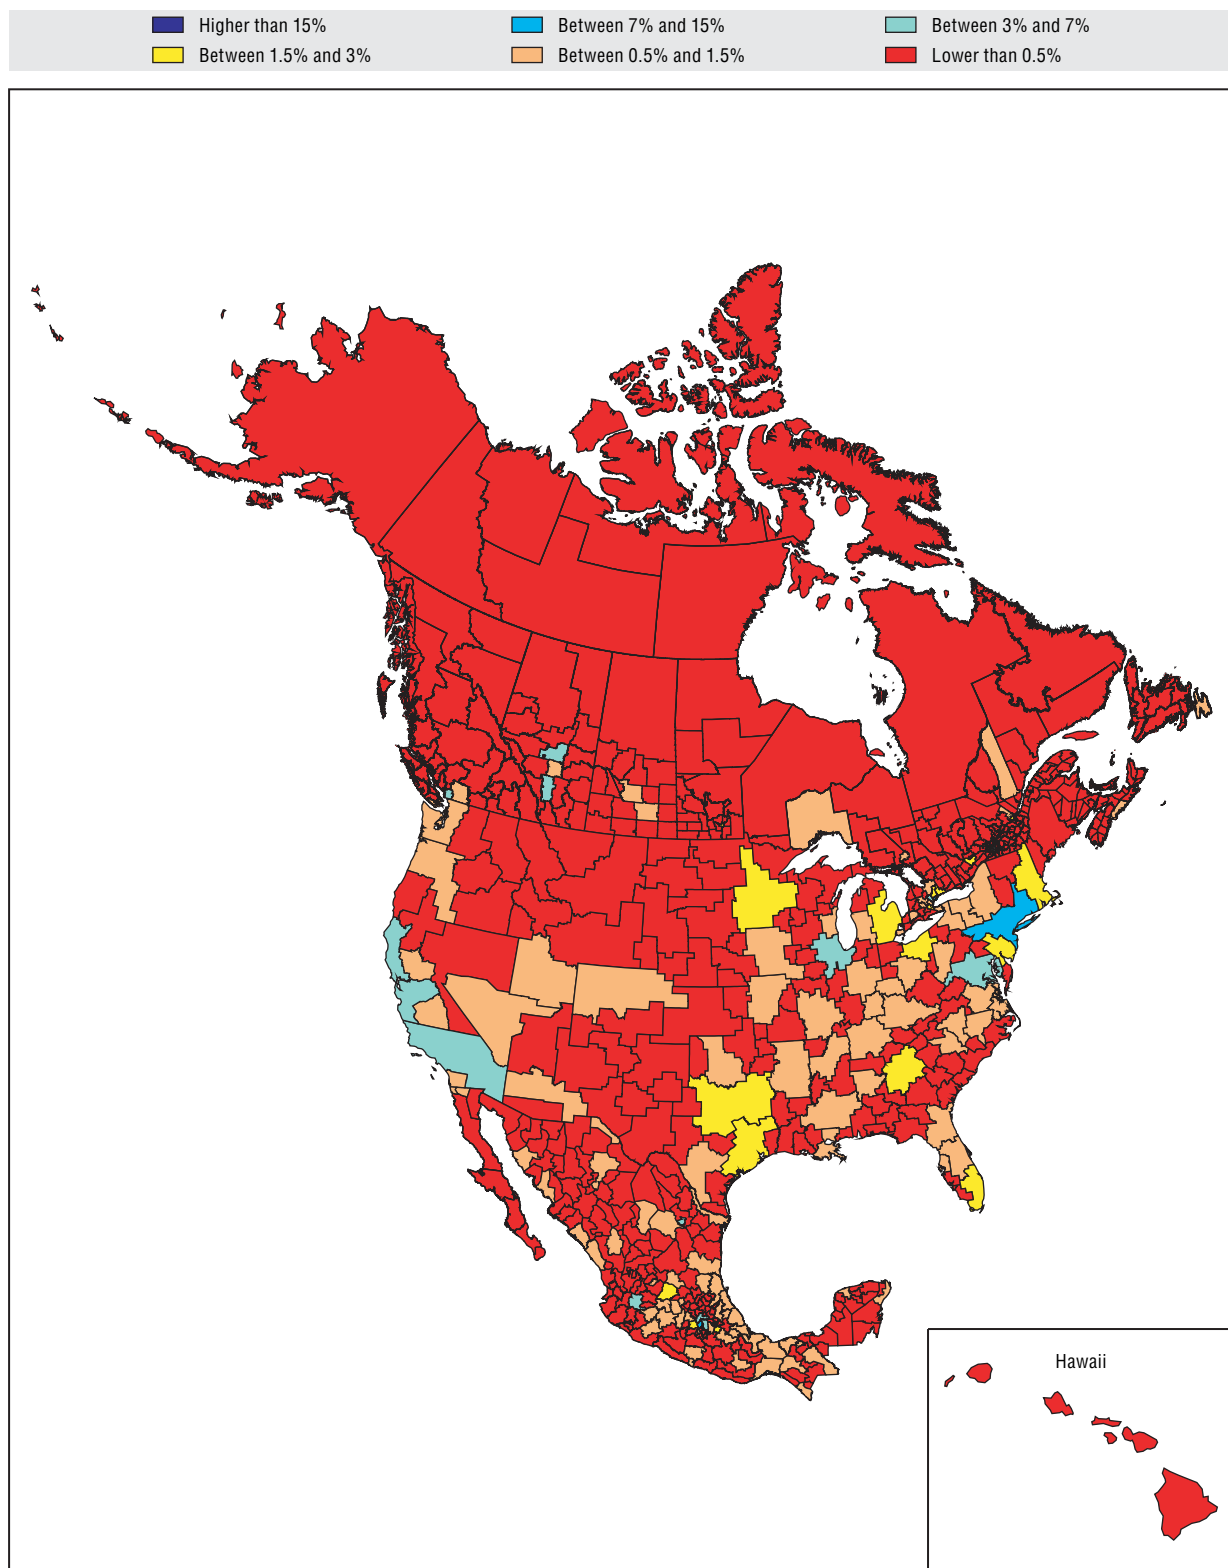 Higher than 15%
Between 7% and 15%
Between 3% and 7%
Between 1.5% and 3%
Between 0.5% and 1.5%
Lower than 0.5%
Hawaii